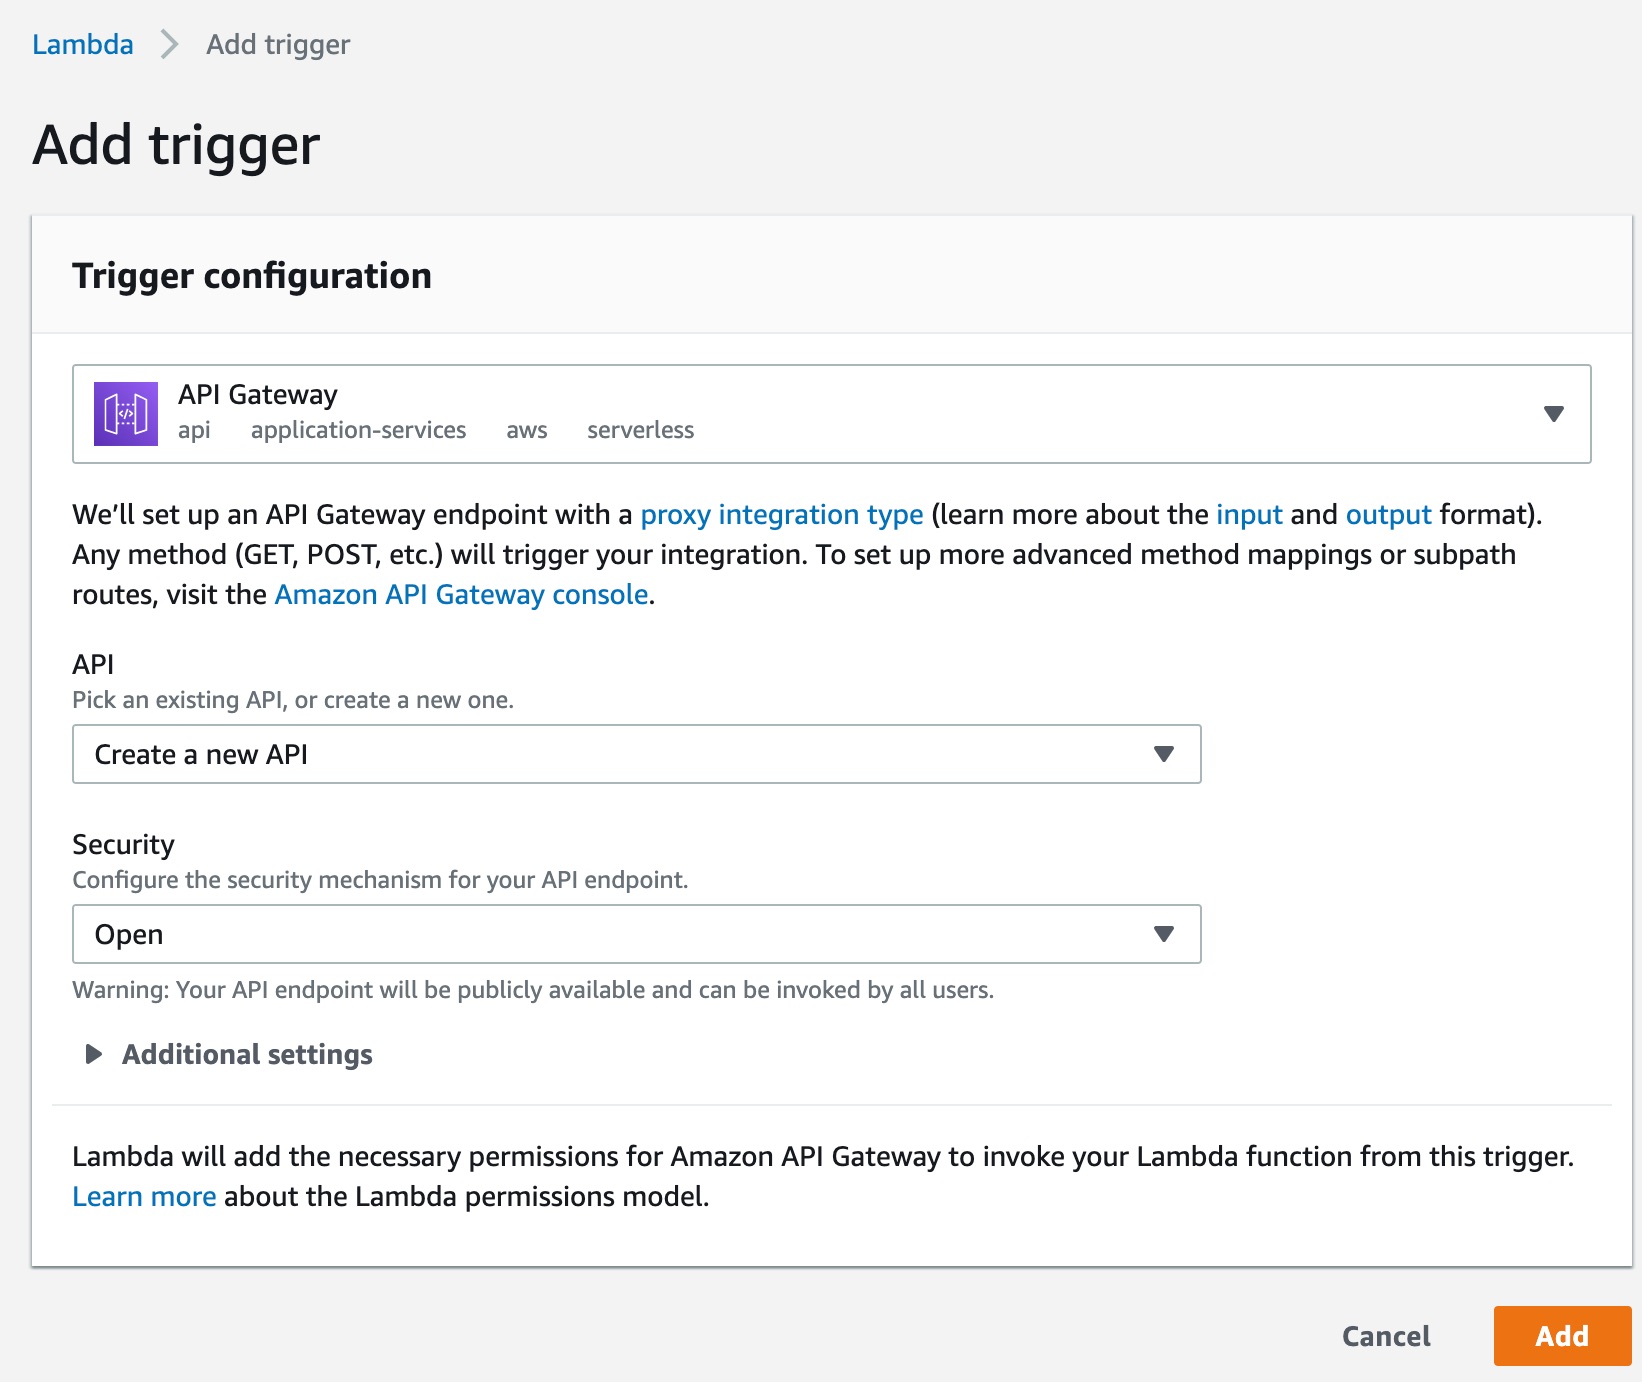 Lambda > Add trigger
Add trigger
Trigger configuration
API Gateway
api application-services aws serverless
We’ll set up an API Gateway endpoint with a proxy integration type (learn more about the input and output format).
Any method (GET, POST, etc.) will trigger your integration. To set up more advanced method mappings or subpath
routes, visit the Amazon API Gateway console.
API
Pick an existing API, or create a new one.
Create a new API
Security
Configure the security mechanism for your API endpoint.
Open
Warning: Your API endpoint will be publicly available and can be invoked by all users.
Additional settings
Lambda will add the necessary permissions for Amazon API Gateway to invoke your Lambda function from this trigger.
Learn more about the Lambda permissions model.
Cancel Add